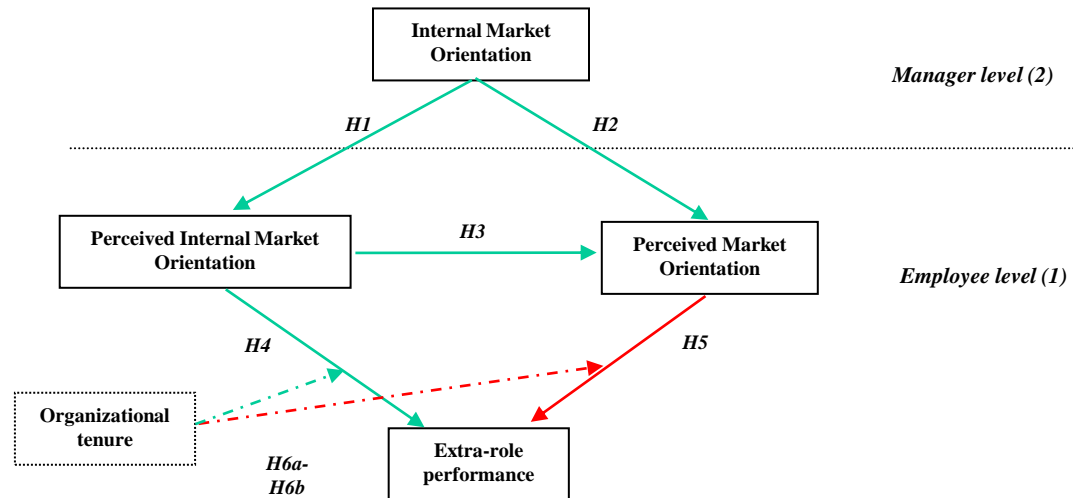 Internal Market
Orientation
Manager level (2)
H1
H2
Perceived Internal Market
Orientation
H3
Perceived Market
Orientation
Employee level (1)
H4
H5
Organizational
tenure
Extra-role
performance
H6a-
H6b